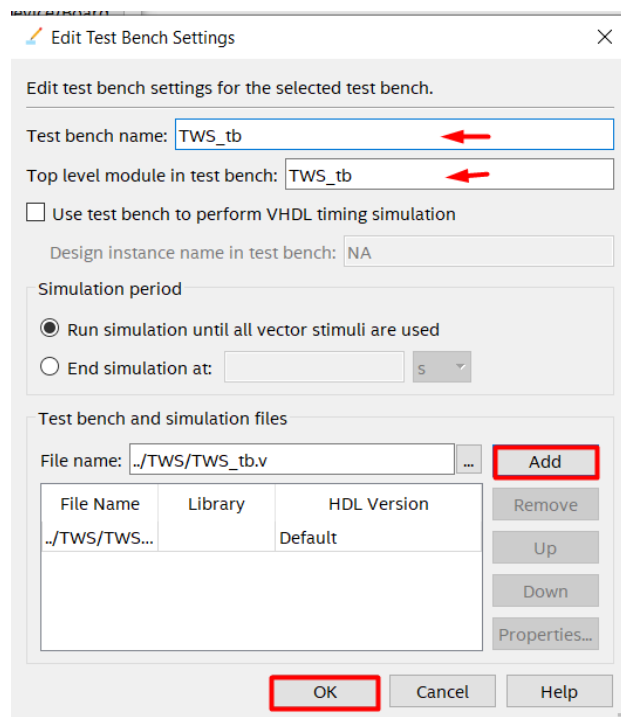 Edit Test Bench Settings
Edit test bench settings for the selected test bench.
Test bench name: TWS_tb
Top level module in test bench: TWS_tb
Use test bench to perform VHDL timing simulation
Design instance name in test bench: NA
Simulation period
Run simulation until all vector stimuli are used
End simulation at: s
Test bench and simulation files
File name: ../TWS/TWS_tb.v ... Add
File Name Library HDL Version Remove
../TWS/TWS... Default
Up
Down
Properties...
OK Cancel Help